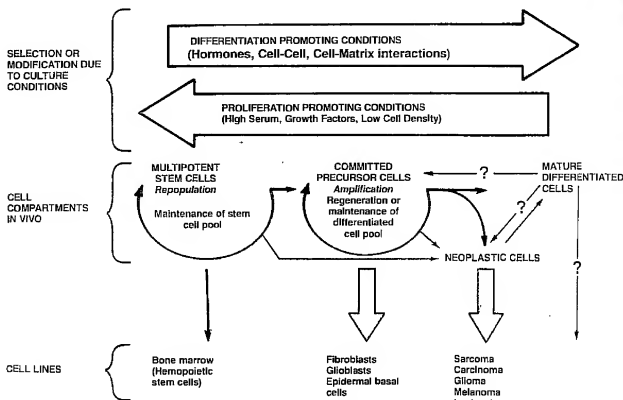 DIFFERENTIATION PROMOTING CONDITIONS
(Hormones, Cell-Cell, Cell-Matrix interactions)
SELECTION OR
MODIFICATION DUE
TO CULTURE
CONDITIONS
PROLIFERATION PROMOTING CONDITIONS
(High Serum, Growth Factors, Low Cell Density)
CELL
COMPARTMENTS
IN VIVO
MULTIPOTENT
STEM CELLS
Repopulation
Maintenance of stem
cell pool
COMMITTED
PRECURSOR CELLS
Amplification
Regeneration or
maintenance of
differentiated
cell pool
?
MATURE
DIFFERENTIATED
CELLS
?
NEOPLASTIC CELLS
?
CELL LINES
Bone marrow
(Hemopoietic
stem cells)
Fibroblasts
Glioblasts
Epidermal basal
cells
Sarcoma
Carcinoma
Glioma
Melanoma